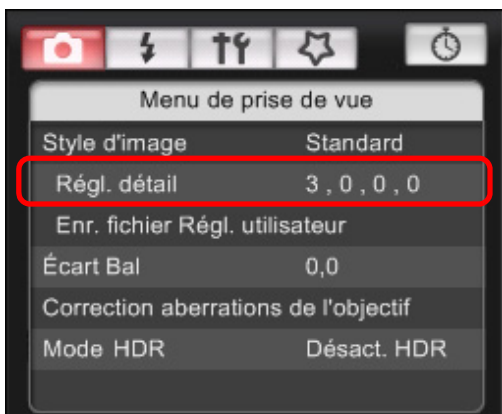 Menu de prise de vue
Style d'image Standard
Régl. détail 3 , 0 , 0 , 0
Enr. fichier Régl. utilisateur
Écart Bal 0,0
Correction aberrations de l'objectif
Mode HDR Désact. HDR